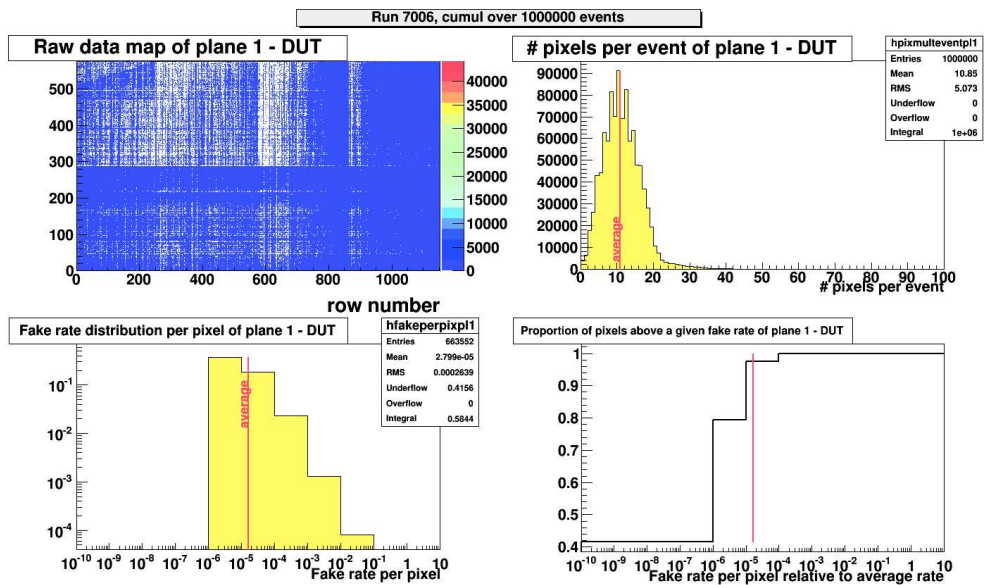 Run 7006, cumul over 1000000 events
Raw data map of plane 1 - DUT
500
400
300
200
100
0
0 200 400 600 800 1000
row number
40000
35000
30000
25000
20000
15000
10000
5000
0
# pixels per event of plane 1 - DUT
hpixmulteventpl1
Entries 1000000
Mean 10.85
RMS 5.073
Underflow 0
Overflow 0
Integral 1e+06
90000
80000
70000
60000
50000
40000
30000
20000
10000
0
average
0 10 20 30 40 50 60 70 80 90 100
# pixels per event
Fake rate distribution per pixel of plane 1 - DUT
hfakeperpixpl1
Entries 663552
Mean 2.799e-05
RMS 0.0002639
Underflow 0.4156
Overflow 0
Integral 0.5844
10-1
10-2
10-3
10-4
average
10-10 10-9 10-8 10-7 10-6 10-5 10-4 10-3 10-2 10-1 1 10
Fake rate per pixel
Proportion of pixels above a given fake rate of plane 1 - DUT
1
0.9
0.8
0.7
0.6
0.5
0.4
10-10 10-9 10-8 10-7 10-6 10-5 10-4 10-3 10-2 10-1 1 10
Fake rate per pixel relative to average rate